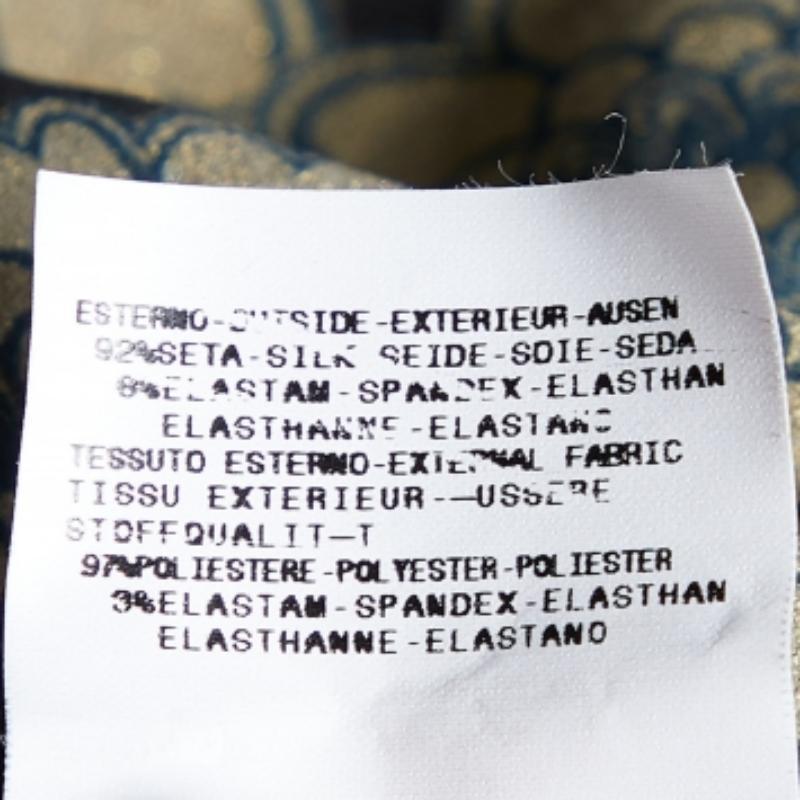 ESTERNO-OUTSIDE-EXTERIEUR-AUSEN
92%SETA-SILK SEIDE-SOIE-SEDA
8%ELASTAM-SPANDEX-ELASTHAN
ELASTHANNE-ELASTANO
TESSUTO ESTERNO-EXTERNAL FABRIC
TISSU EXTERIEUR-—USSERE
STOFFQUALIT—T
97%POLIESTERE-POLYESTER-POLIESTER
3%ELASTAM-SPANDEX-ELASTHAN
ELASTHANNE-ELASTANO